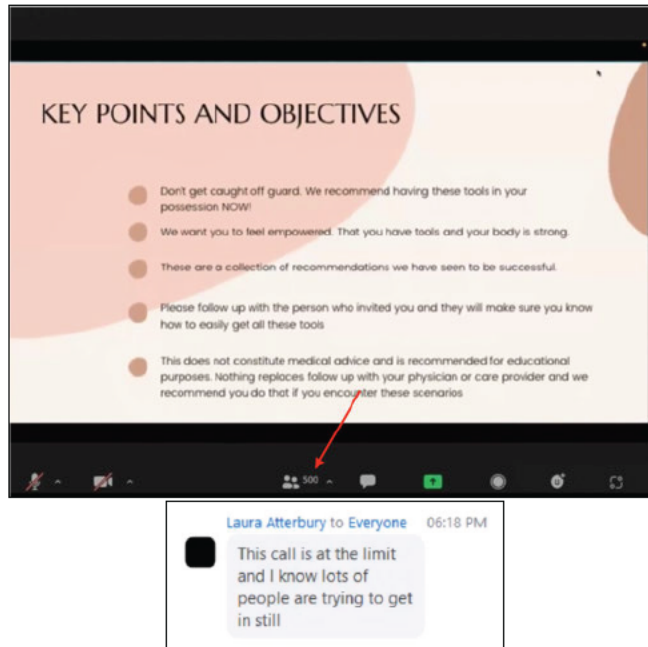 KEY POINTS AND OBJECTIVES
Don't get caught off guard. We recommend having these tools in your
possession NOW!
We want you to feel empowered. That you have tools and your body is strong.
These are a collection of recommendations we have seen to be successful.
Please follow up with the person who invited you and they will make sure you know
how to easily get all these tools
This does not constitute medical advice and is recommended for educational
purposes. Nothing replaces follow up with your physician or care provider and we
recommend you do that if you encounter these scenarios
500
Laura Atterbury to Everyone 06:18 PM
This call is at the limit
and I know lots of
people are trying to get
in still